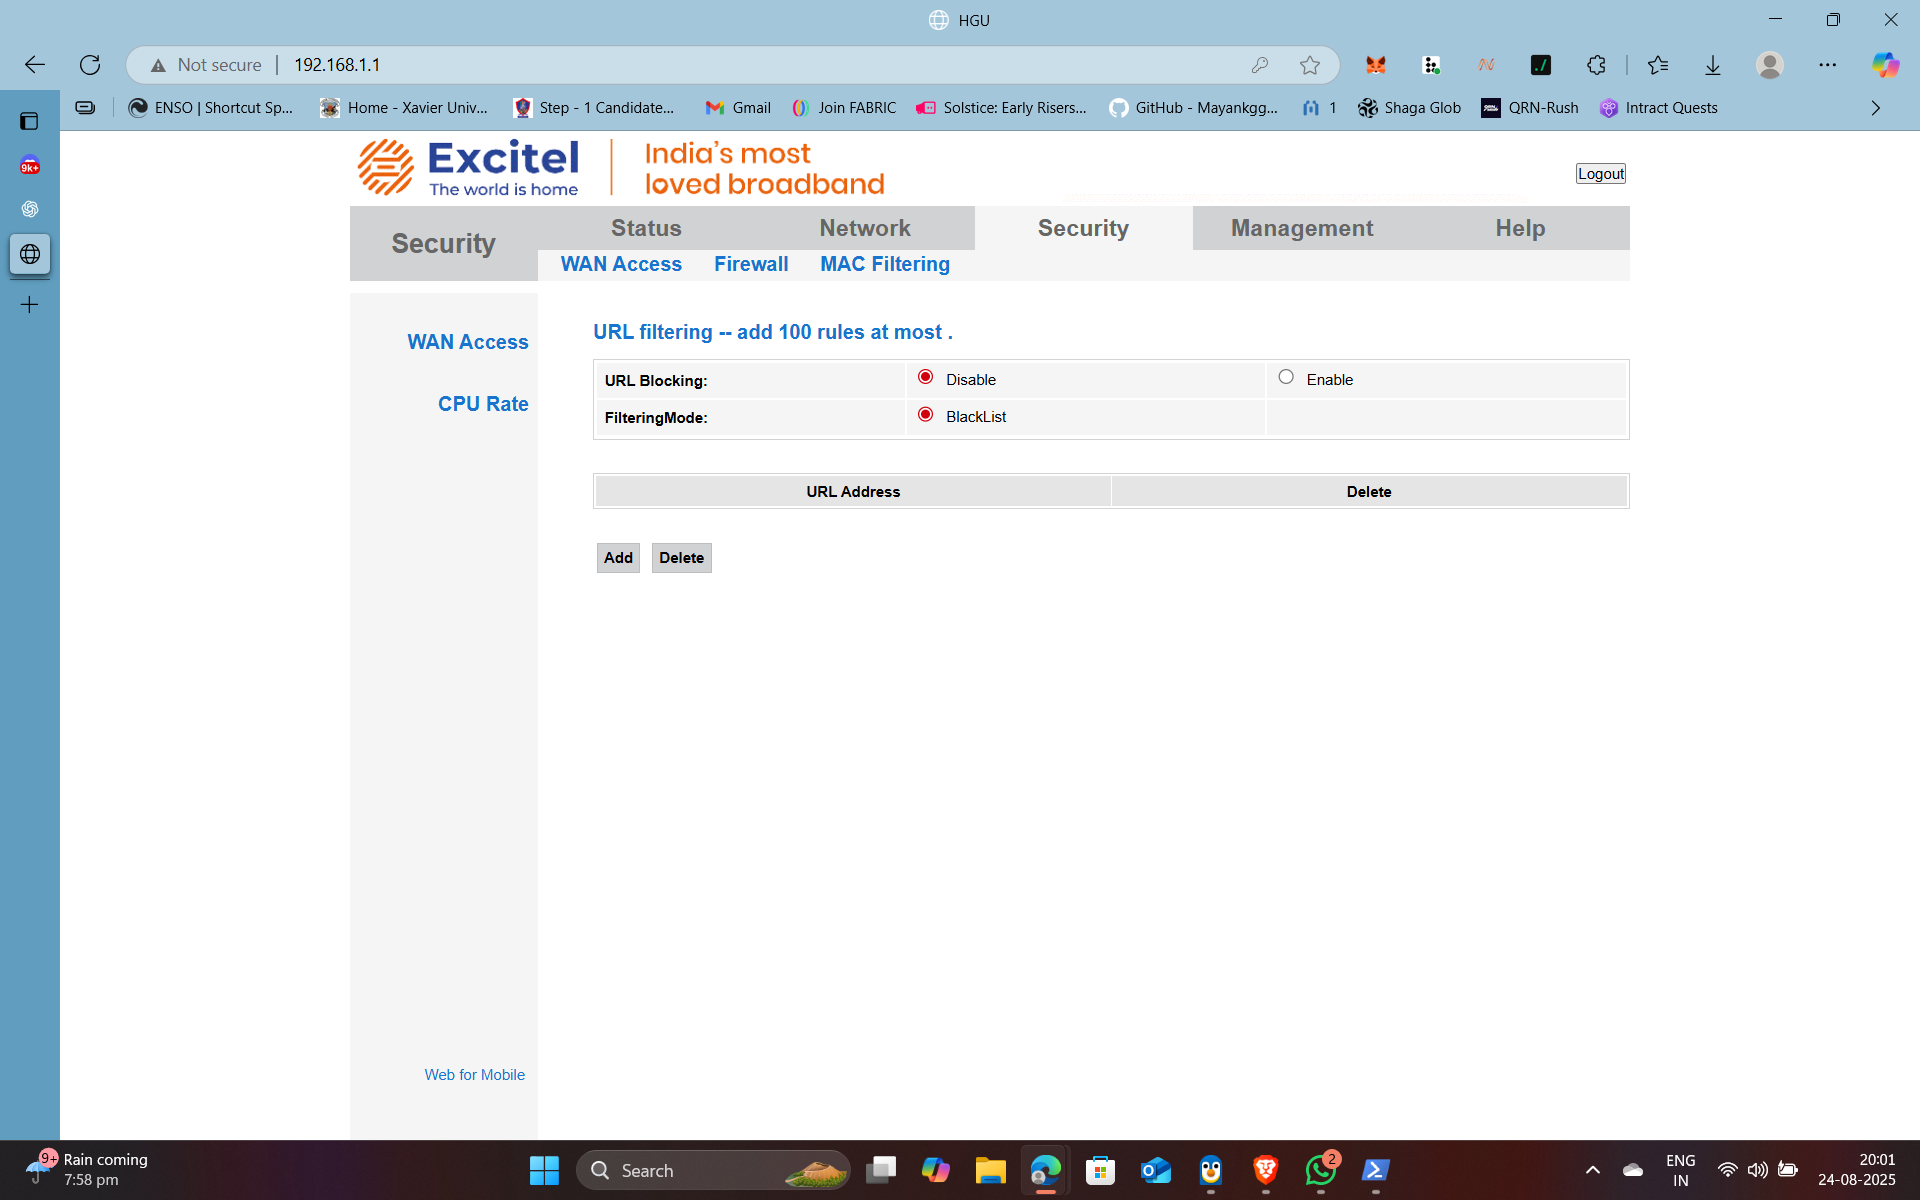 HGU
Not secure
192.168.1.1
ENSO | Shortcut Sp...
Home - Xavier Univ...
Step - 1 Candidate...
Gmail
Join FABRIC
Solstice: Early Risers...
GitHub - Mayankgg...
1
Shaga Glob
QRN-Rush
Intract Quests
9k+
Excitel
The world is home
India's most
loved broadband
Logout
Security
Status
Network
Security
Management
Help
WAN Access
Firewall
MAC Filtering
WAN Access
CPU Rate
URL filtering -- add 100 rules at most .
URL Blocking:
Disable
Enable
FilteringMode:
BlackList
URL Address
Delete
Add
Delete
Web for Mobile
9+
Rain coming
7:58 pm
Search
2
ENG
IN
20:01
24-08-2025